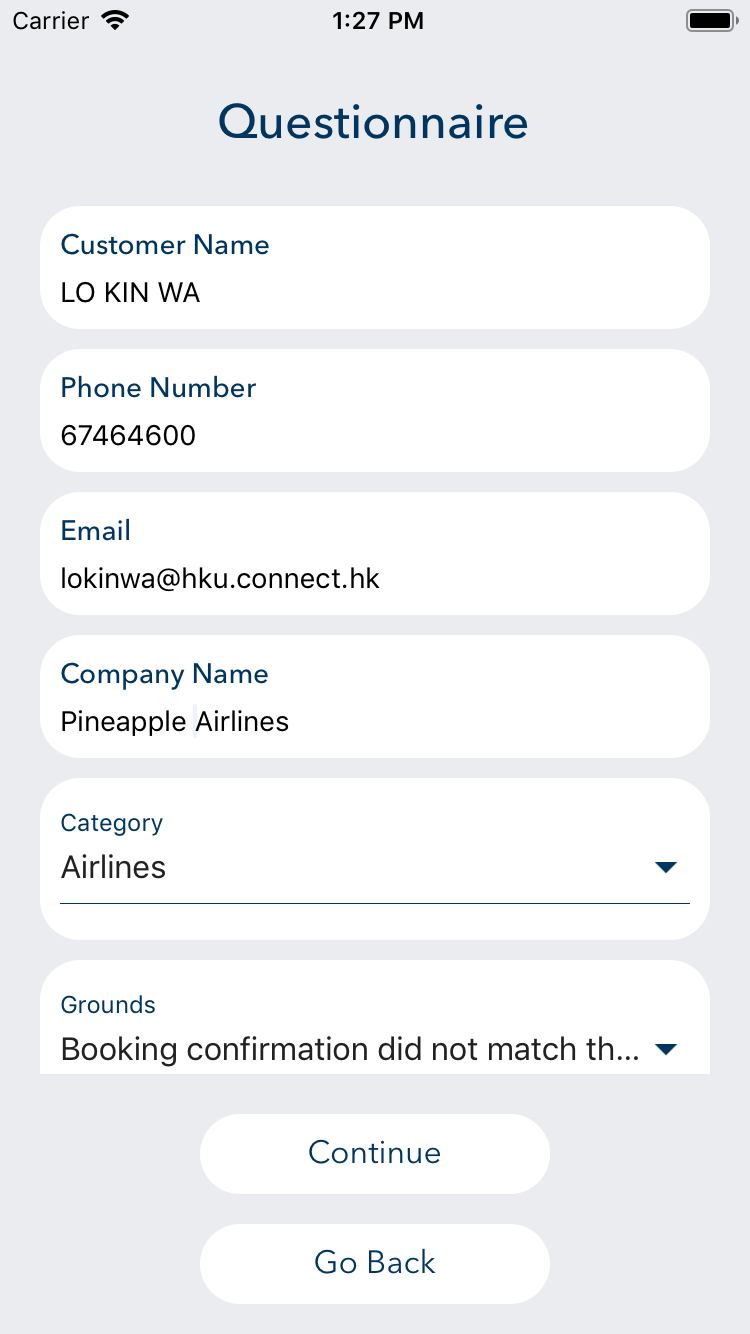 Carrier 1:27 PM
Questionnaire
Customer Name
LO KIN WA
Phone Number
67464600
Email
lokinwa@hku.connect.hk
Company Name
Pineapple Airlines
Category
Airlines
Grounds
Booking confirmation did not match th...
Continue
Go Back